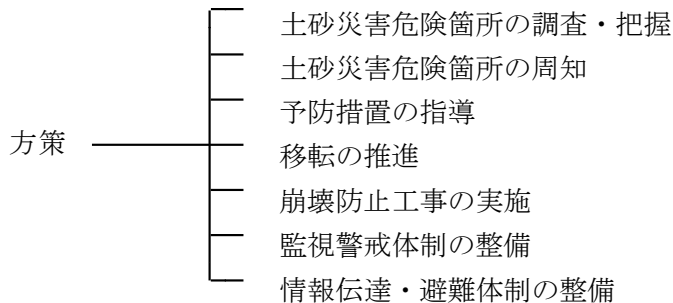 土砂災害危険箇所の調査・把握
土砂災害危険箇所の周知
予防措置の指導
方策
移転の推進
崩壊防止工事の実施
監視警戒体制の整備
情報伝達・避難体制の整備